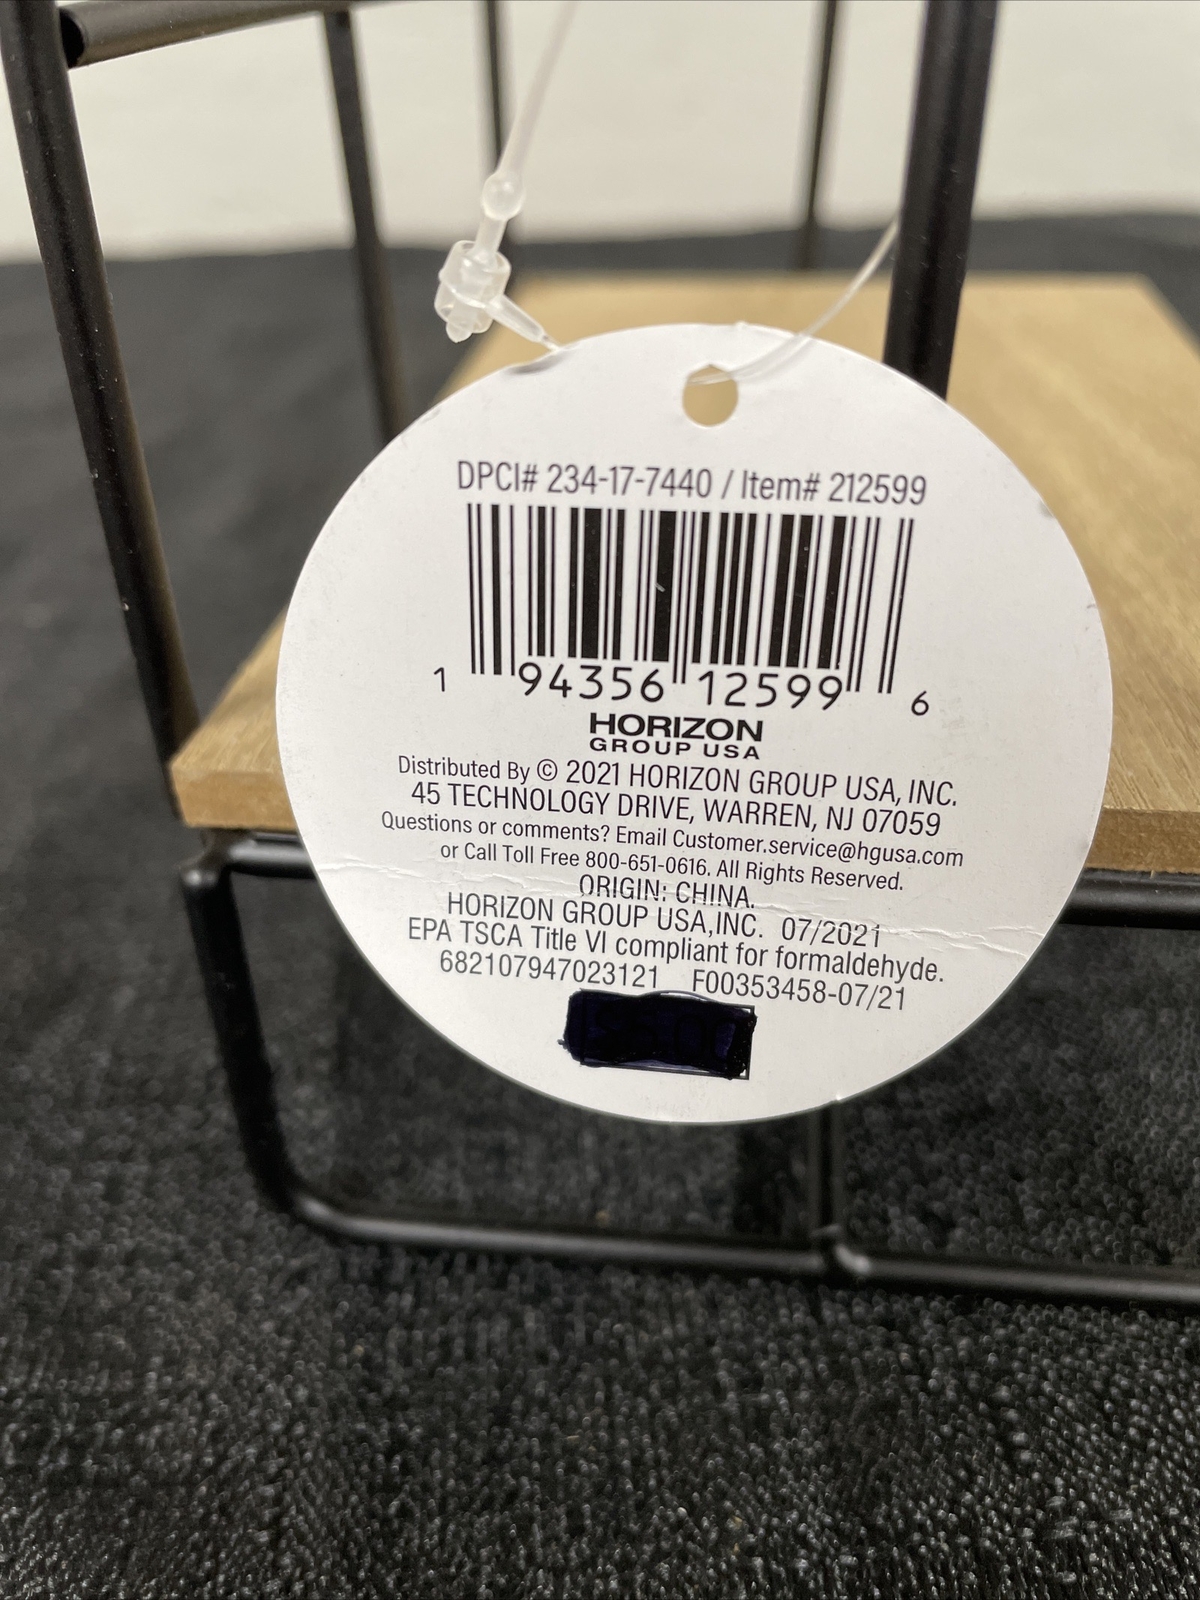 DPCI# 234-17-7440 / Item# 212599
1 94356 12599 6
HORIZON
GROUP USA
Distributed By © 2021 HORIZON GROUP USA, INC.
45 TECHNOLOGY DRIVE, WARREN, NJ 07059
Questions or comments? Email Customer.service@hgusa.com
or Call Toll Free 800-651-0616. All Rights Reserved.
ORIGIN: CHINA.
HORIZON GROUP USA,INC. 07/2021
EPA TSCA Title VI compliant for formaldehyde.
682107947023121 F00353458-07/21